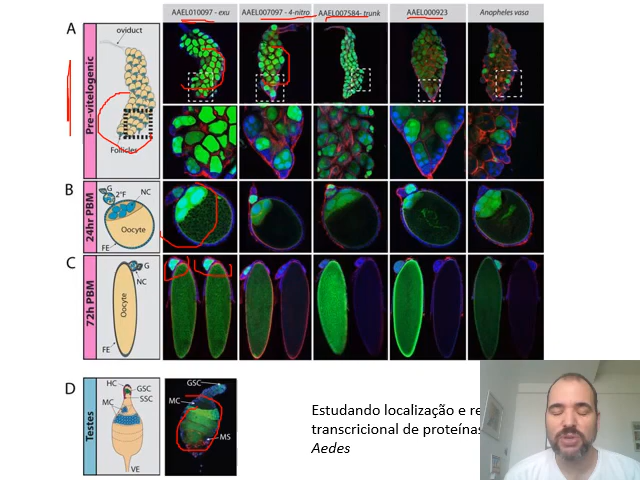 AAEL010097 - exu
AAEL007097 - 4-nitro
AAEL007584- trunk
AAEL000923
Anopheles vasa
A
Pre-vitelogenic
oviduct
Follicles
B
24hr PBM
G
2°F
NC
Oocyte
FE
C
72h PBM
G
NC
Oocyte
FE
D
Testes
HC
GSC
SSC
MC
VE
GSC
MC
MS
Estudando localização e
transcricional de proteínas
Aedes